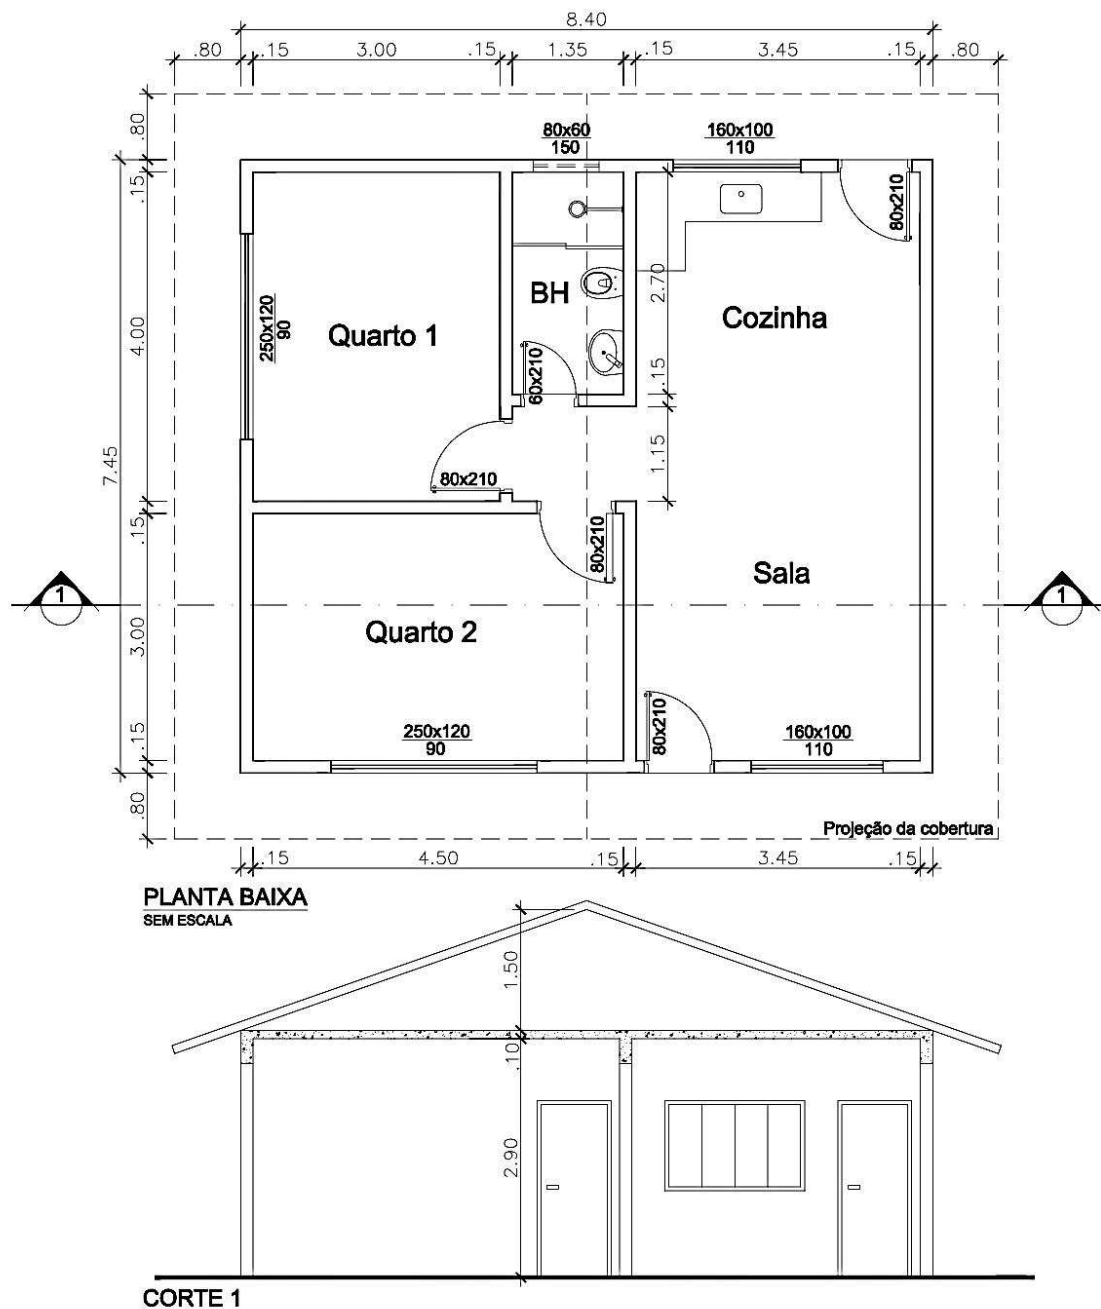 8.40
.80 .15 3.00 .15 1.35 .15 3.45 .15 .80
.80
80x60
150
160x100
110
.15
80x210
2.70
BH
Cozinha
Quarto 1
250x120
90
4.00
60x210
.15
7.45
1.15
80x210
.15
80x210
Sala
1
1
Quarto 2
3.00
250x120
90
80x210
160x100
110
.15
.80
Projeção da cobertura
.15 4.50 .15 3.45 .15
PLANTA BAIXA
SEM ESCALA
1.50
.10
2.90
CORTE 1